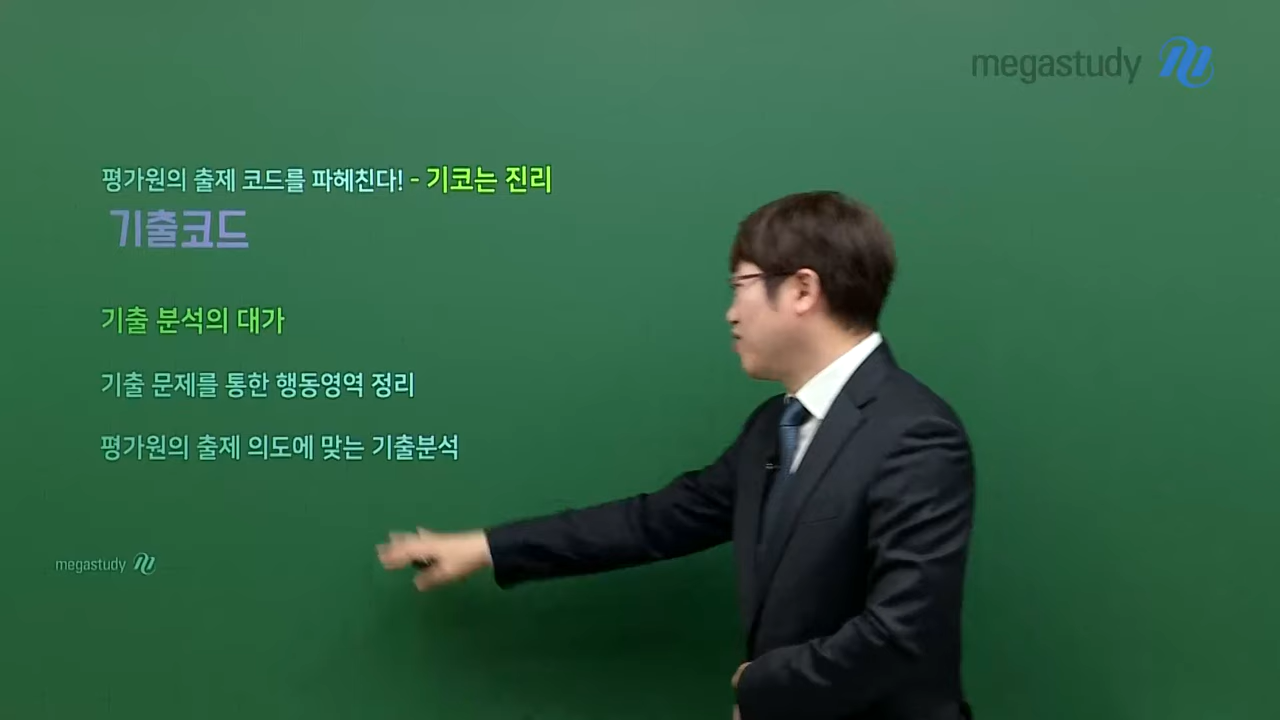 megastudy
평가원의 출제 코드를 파헤친다! - 기코는 진리
기출코드
기출 분석의 대가
기출 문제를 통한 행동영역 정리
평가원의 출제 의도에 맞는 기출분석
megastudy